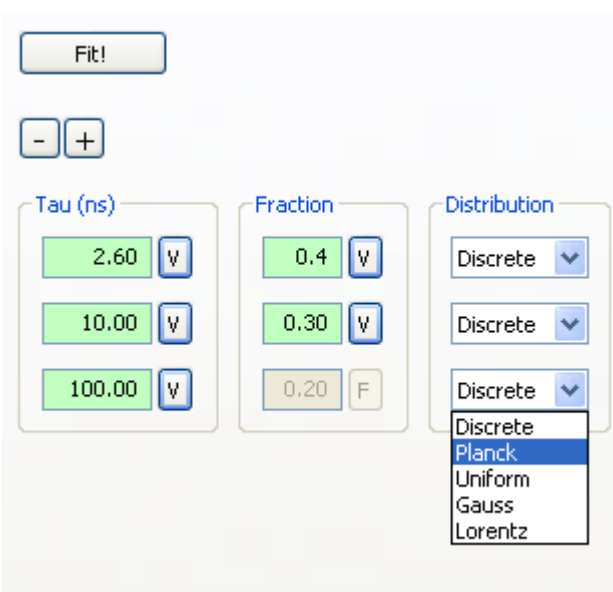 Fit!
- +
Tau (ns) Fraction Distribution
2.60 V 0.4 V Discrete
10.00 V 0.30 V Discrete
100.00 V 0.20 F Discrete
Discrete
Planck
Uniform
Gauss
Lorentz